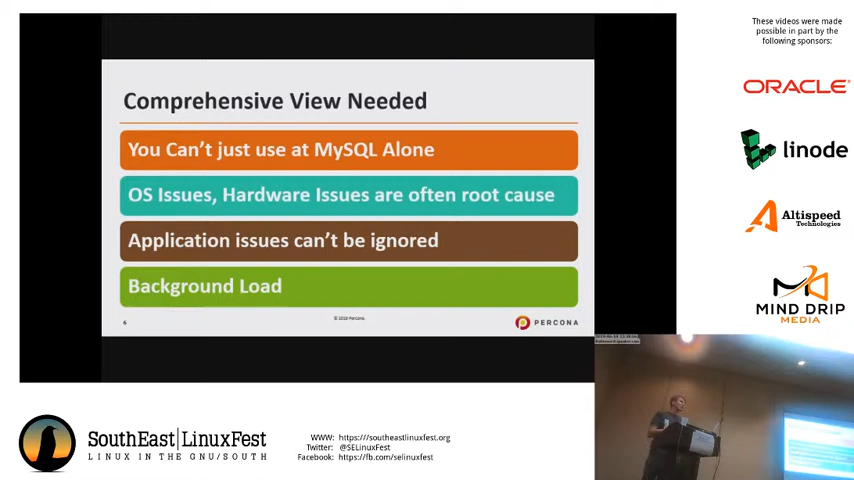 These videos were made
possible in part by the
following sponsors:
ORACLE
linode
Altispeed
Technologies
MIND DRIP
MEDIA
Comprehensive View Needed
You Can't just use at MySQL Alone
OS Issues, Hardware Issues are often root cause
Application issues can't be ignored
Background Load
6
© 2019 Percona.
PERCONA
SouthEast|LinuxFest
LINUX IN THE GNU/SOUTH
WWW: https:///southeastlinuxfest.org
Twitter: @SELinuxFest
Facebook: https://fb.com/selinuxfest